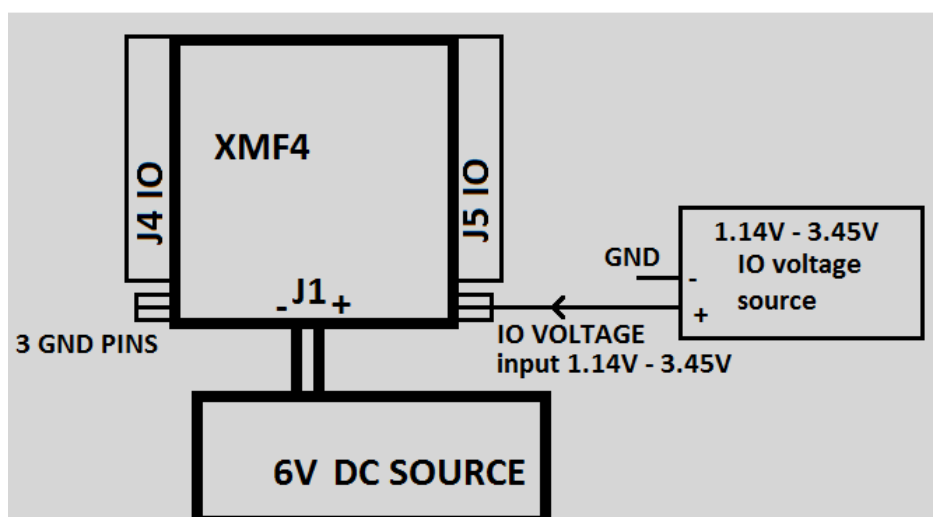 XMF4
J4 IO
J5 IO
1.14V - 3.45V
IO voltage
source
GND
-
+
- J1 +
3 GND PINS
IO VOLTAGE
input 1.14V - 3.45V
6V DC SOURCE